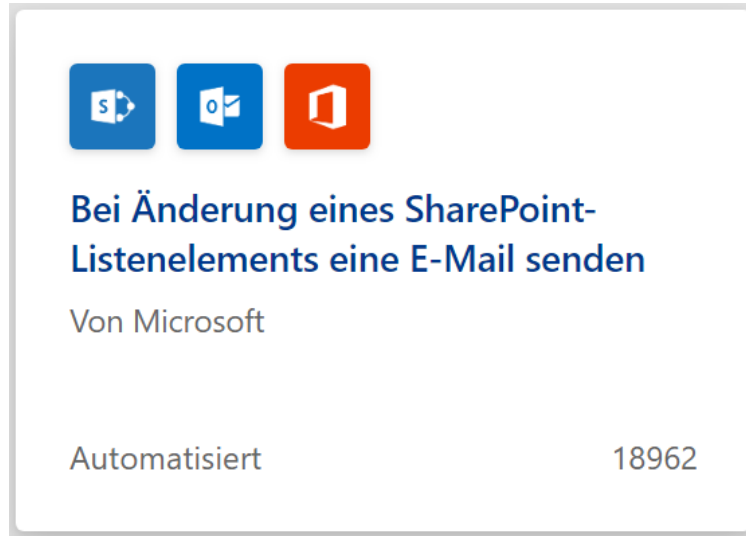 S
O
Bei Änderung eines SharePoint-
Listenelements eine E-Mail senden
Von Microsoft
Automatisiert 18962